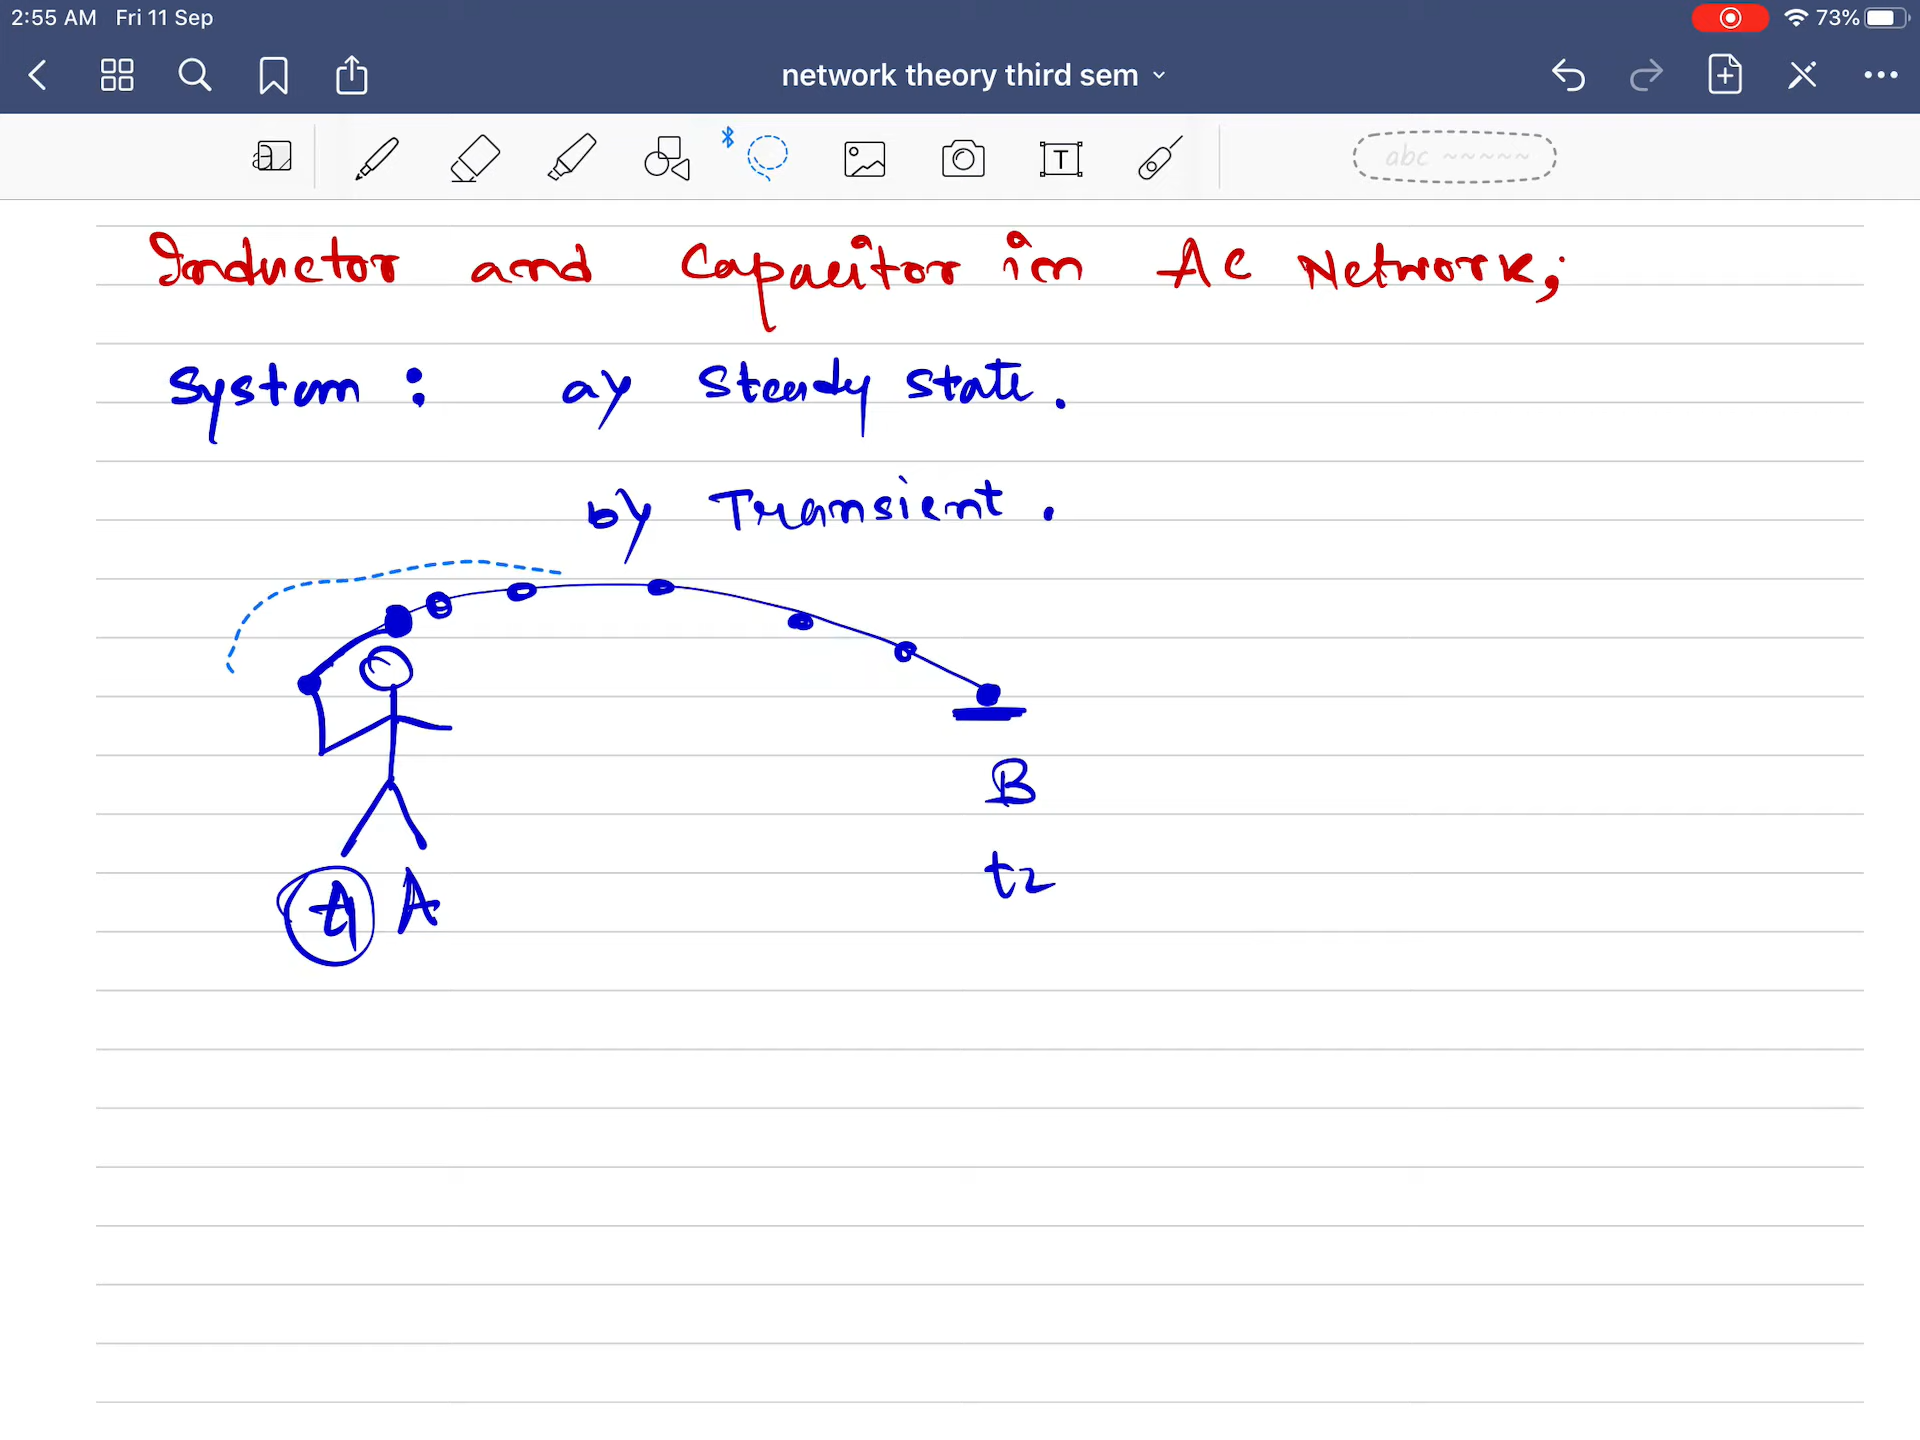 2:55 AM Fri 11 Sep 73%
network theory third sem
T abc
Inductor and Capacitor in AC Network;
System : a) Steady State.
b) Transient.
B
t2
A A